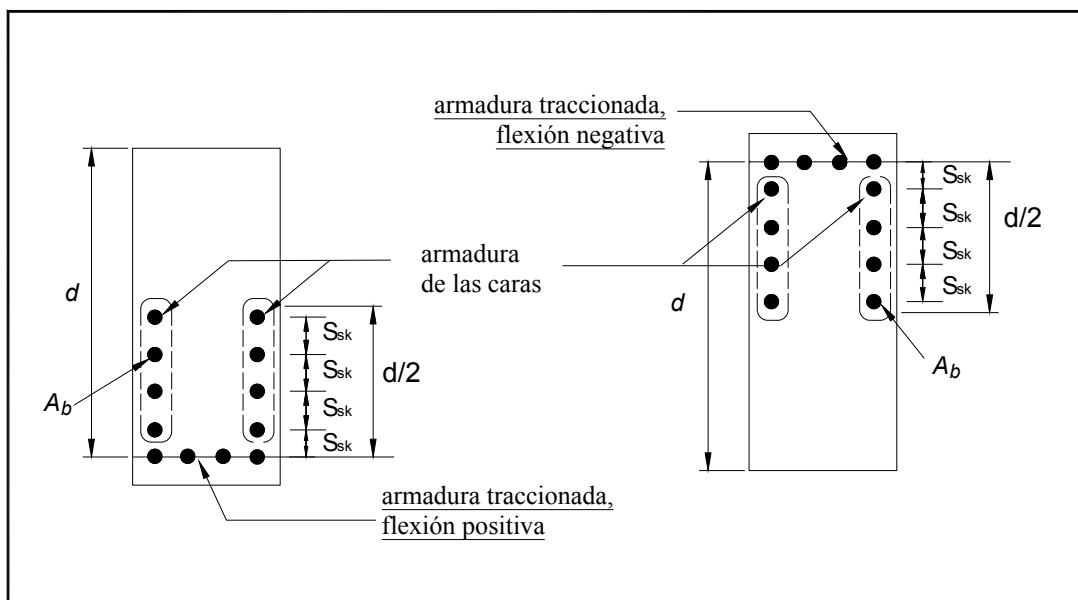 armadura traccionada,
flexión negativa
Ssk
Ssk
Ssk
Ssk
d/2
d
armadura
de las caras
d
Ssk
Ssk
Ssk
Ssk
d/2
Ab
Ab
armadura traccionada,
flexión positiva